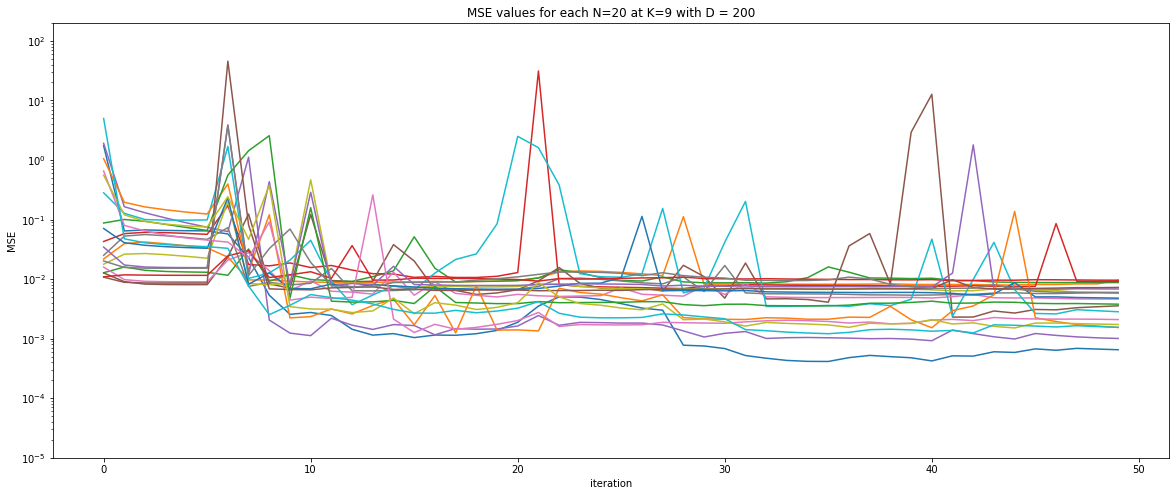 MSE values for each N=20 at K=9 with D = 200
10²
10¹
10⁰
10⁻¹
10⁻²
10⁻³
10⁻⁴
10⁻⁵
MSE
0 10 20 30 40 50
iteration